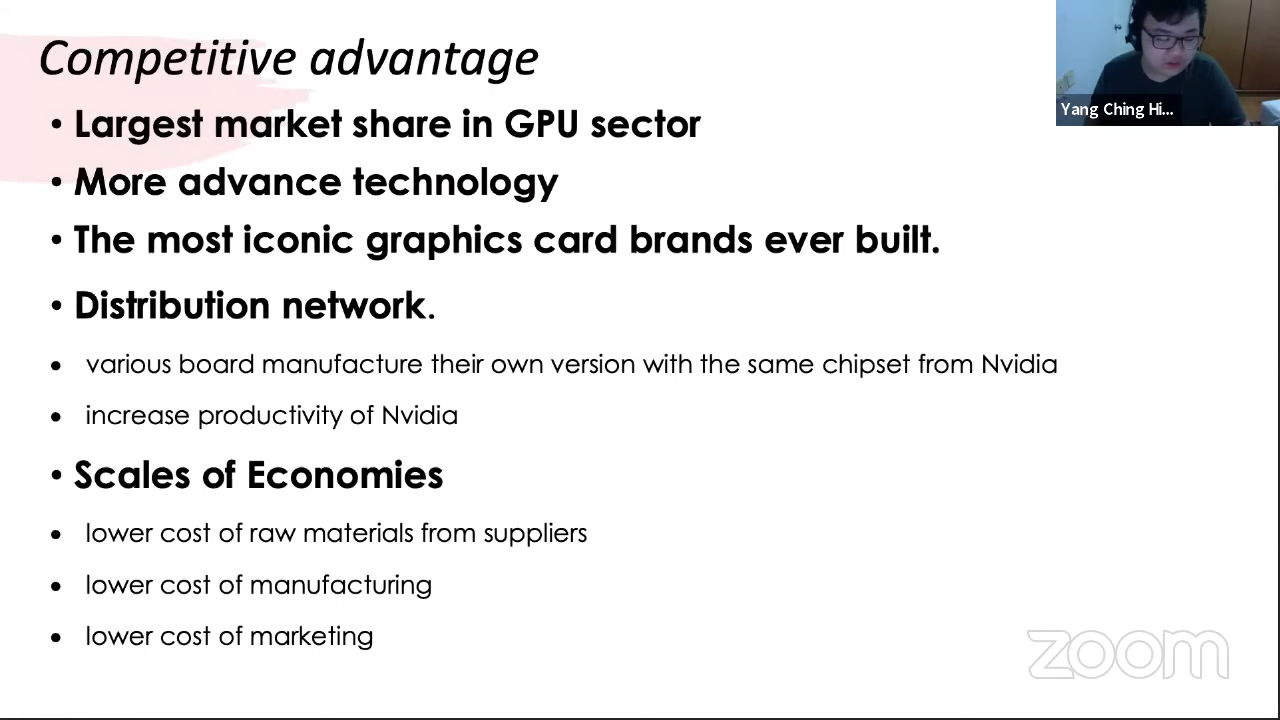 Competitive advantage
• Largest market share in GPU sector
• More advance technology
• The most iconic graphics card brands ever built.
• Distribution network.
• various board manufacture their own version with the same chipset from Nvidia
• increase productivity of Nvidia
• Scales of Economies
• lower cost of raw materials from suppliers
• lower cost of manufacturing
• lower cost of marketing
Yang Ching Hi...
zoom